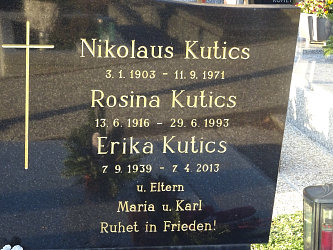 Nikolaus Kutics
3. 1. 1903 - 11. 9. 1971
Rosina Kutics
13. 6. 1916 - 29. 6. 1993
Erika Kutics
7. 9. 1939 - 7. 4. 2013
u. Eltern
Maria u. Karl
Ruhet in Frieden!